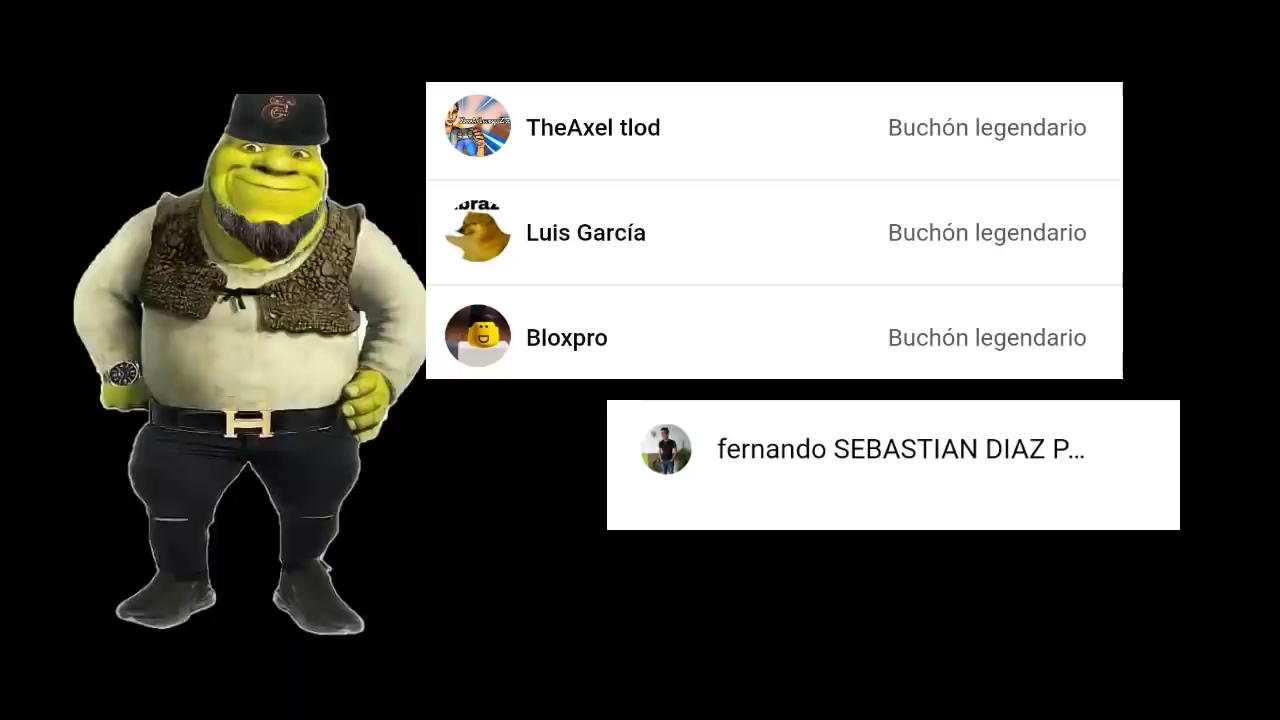 TheAxel tlod
Buchón legendario
Luis García
Buchón legendario
Bloxpro
Buchón legendario
fernando SEBASTIAN DIAZ P...